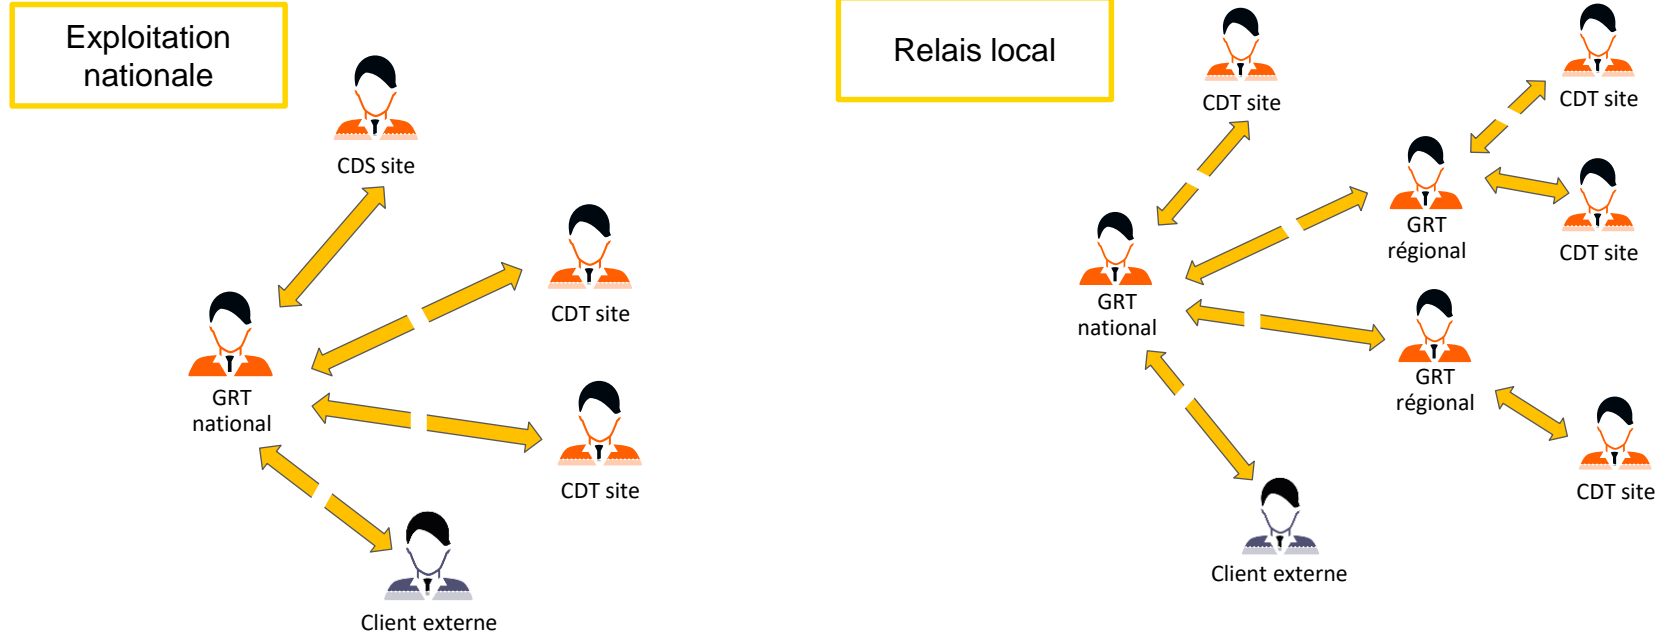 Exploitation
nationale
CDS site
CDT site
GRT
national
CDT site
Client externe
Relais local
CDT site
CDT site
GRT
régional
CDT site
GRT
national
GRT
régional
CDT site
Client externe